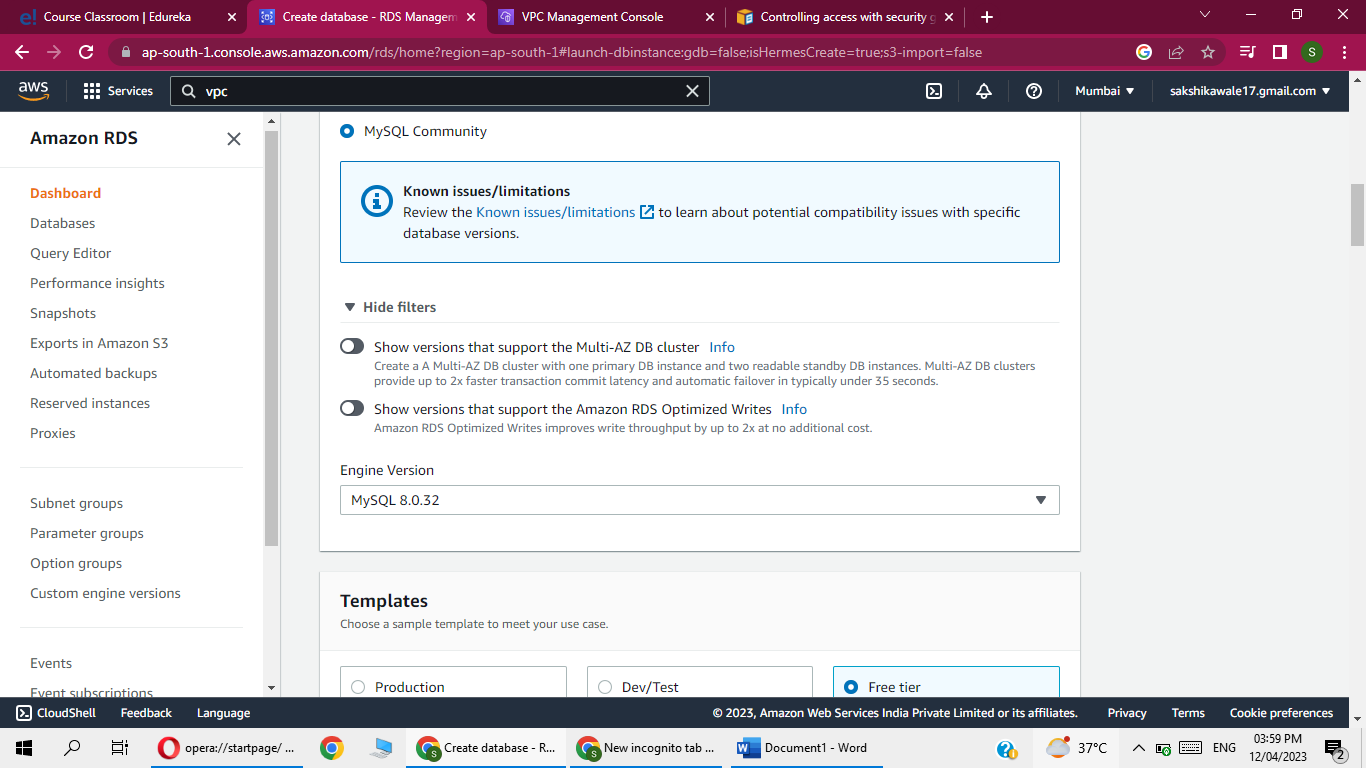 Course Classroom | Edureka
Create database - RDS Managem
VPC Management Console
Controlling access with security g
ap-south-1.console.aws.amazon.com/rds/home?region=ap-south-1#launch-dbinstance:gdb=false;isHermesCreate=true;s3-import=false
S
aws
Services
vpc
Mumbai
sakshikawale17.gmail.com
Amazon RDS
Dashboard
Databases
Query Editor
Performance insights
Snapshots
Exports in Amazon S3
Automated backups
Reserved instances
Proxies
Subnet groups
Parameter groups
Option groups
Custom engine versions
Events
Event subscriptions
MySQL Community
Known issues/limitations
Review the Known issues/limitations to learn about potential compatibility issues with specific
database versions.
Hide filters
Show versions that support the Multi-AZ DB cluster Info
Create a A Multi-AZ DB cluster with one primary DB instance and two readable standby DB instances. Multi-AZ DB clusters
provide up to 2x faster transaction commit latency and automatic failover in typically under 35 seconds.
Show versions that support the Amazon RDS Optimized Writes Info
Amazon RDS Optimized Writes improves write throughput by up to 2x at no additional cost.
Engine Version
MySQL 8.0.32
Templates
Choose a sample template to meet your use case.
Production
Dev/Test
Free tier
CloudShell
Feedback
Language
© 2023, Amazon Web Services India Private Limited or its affiliates.
Privacy
Terms
Cookie preferences
opera://startpage/ ...
Create database - R...
New incognito tab ...
Document1 - Word
37°C
ENG
03:59 PM
12/04/2023
2